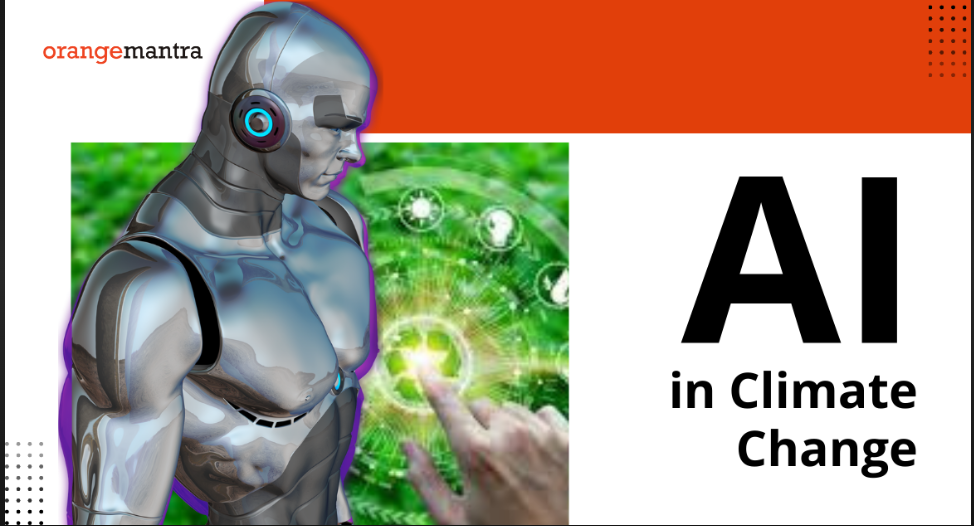 orangemantra
AI
in Climate
Change